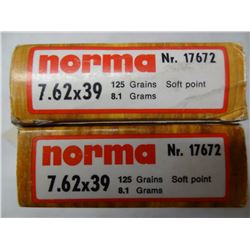 norma Nr. 17672
7.62x39 125 Grains Soft point
8.1 Grams
norma Nr. 17672
7.62x39 125 Grains Soft point
8.1 Grams